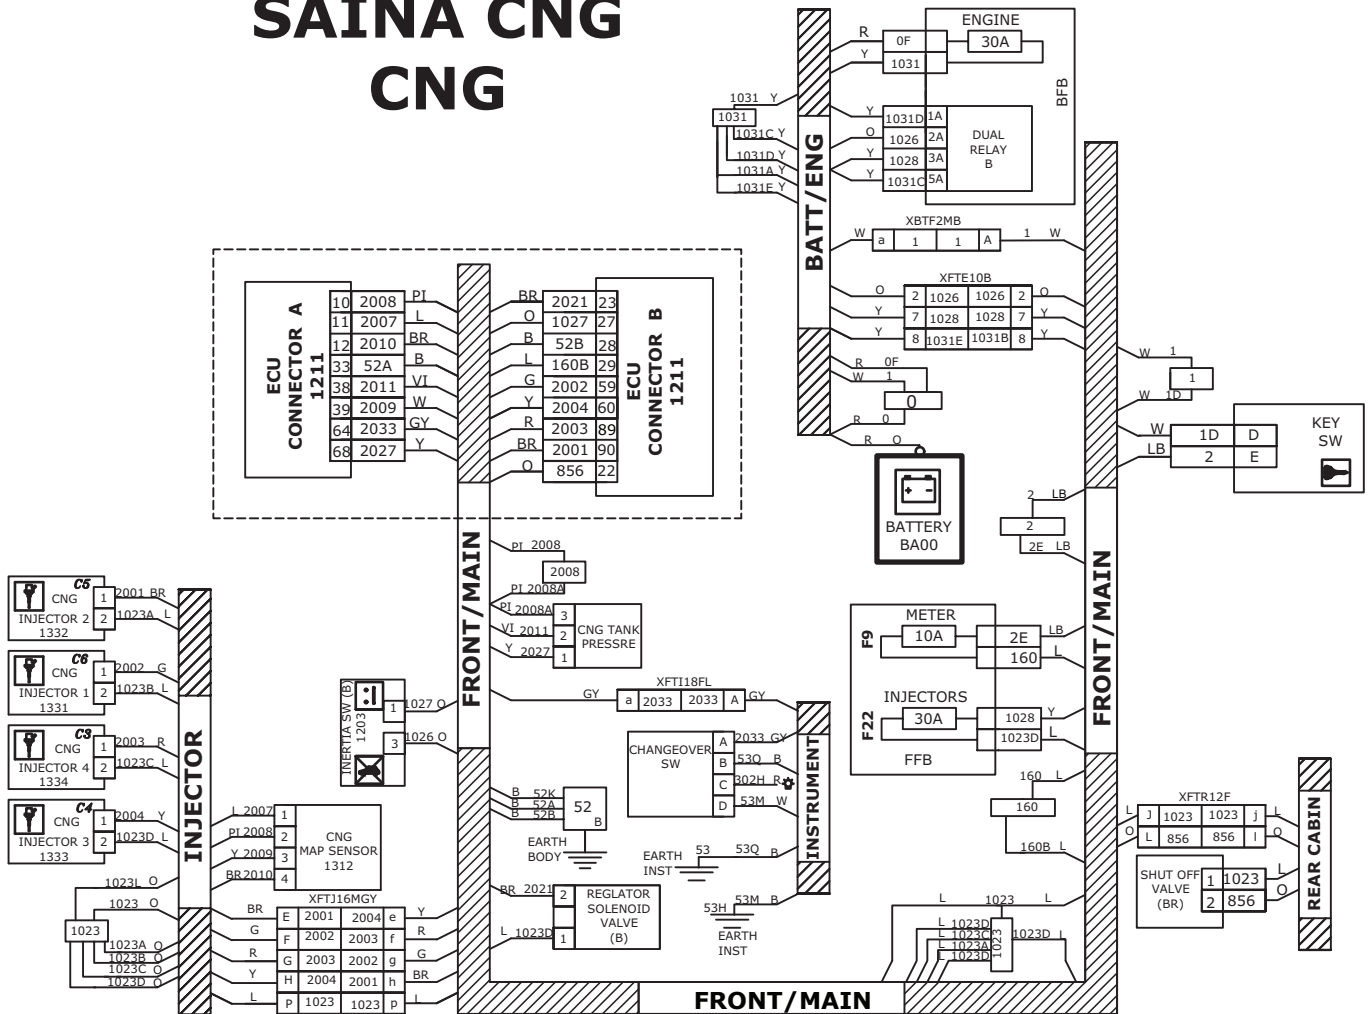 SAINA CNG
CNG
ENGINE
R 0F 30A
Y 1031
BFB
1031 Y
1031
1031C Y
1031D Y
1031A Y
1031E Y
Y 1031D 1A
O 1026 2A
Y 1028 3A
Y 1031C 5A
DUAL
RELAY
B
BATT/ENG
XBTF2MB
W a 1 1 A 1 W
XFTE10B
O 2 1026 1026 2 O
Y 7 1028 1028 7 Y
Y 8 1031E 1031B 8 Y
R 0F
W 1
0
R 0
R O
BATTERY
BA00
W 1
1
W 1D
W 1D D
LB 2 E
KEY
SW
2 LB
2
2E LB
ECU
CONNECTOR A
1211
10 2008 PI
11 2007 L
12 2010 BR
33 52A B
38 2011 VI
39 2009 W
64 2033 GY
68 2027 Y
BR 2021 23
O 1027 27
B 52B 28
L 160B 29
G 2002 59
Y 2004 60
R 2003 89
BR 2001 90
O 856 22
ECU
CONNECTOR B
1211
FRONT/MAIN
PI 2008
2008
PI 2008A
PI 2008A 3
VI 2011 2
Y 2027 1
CNG TANK
PRESSRE
C5
CNG
INJECTOR 2
1332
1 2001 BR
2 1023A L
C6
CNG
INJECTOR 1
1331
1 2002 G
2 1023B L
C3
CNG
INJECTOR 4
1334
1 2003 R
2 1023C L
C4
CNG
INJECTOR 3
1333
1 2004 Y
2 1023D L
INJECTOR
1023L O
1023 O
1023
1023A O
1023B O
1023C O
1023D O
L 2007 1
PI 2008 2
Y 2009 3
BR 2010 4
CNG
MAP SENSOR
1312
XFTJ16MGY
BR E 2001 2004 e Y
G F 2002 2003 f R
R G 2003 2002 g G
Y H 2004 2001 h BR
L P 1023 1023 P L
INERTIA SW (B)
1203
1 1027 O
3 1026 O
XFTI18FL
GY a 2033 2033 A GY
CHANGEOVER
SW
A 2033 GY
B 53Q B
C 302H R
D 53M W
INSTRUMENT
B 52K
B 52A
B 52B
52
B
EARTH
BODY
EARTH
INST
53 53Q B
53H 53M B
EARTH
INST
BR 2021 2
L 1023D 1
REGLATOR
SOLENOID
VALVE
(B)
METER
F9 10A 2E LB
160 L
INJECTORS
F22 30A 1028 Y
1023D L
FFB
FRONT/MAIN
160 L
160
160B L
XFTR12F
L J 1023 1023 j L
O L 856 856 l O
SHUT OFF
VALVE
(BR)
1 1023 L
2 856 O
REAR CABIN
L 1023 L
L 1023D
L 1023C
L 1023A
L 1023D
1023
1023D L
FRONT/MAIN